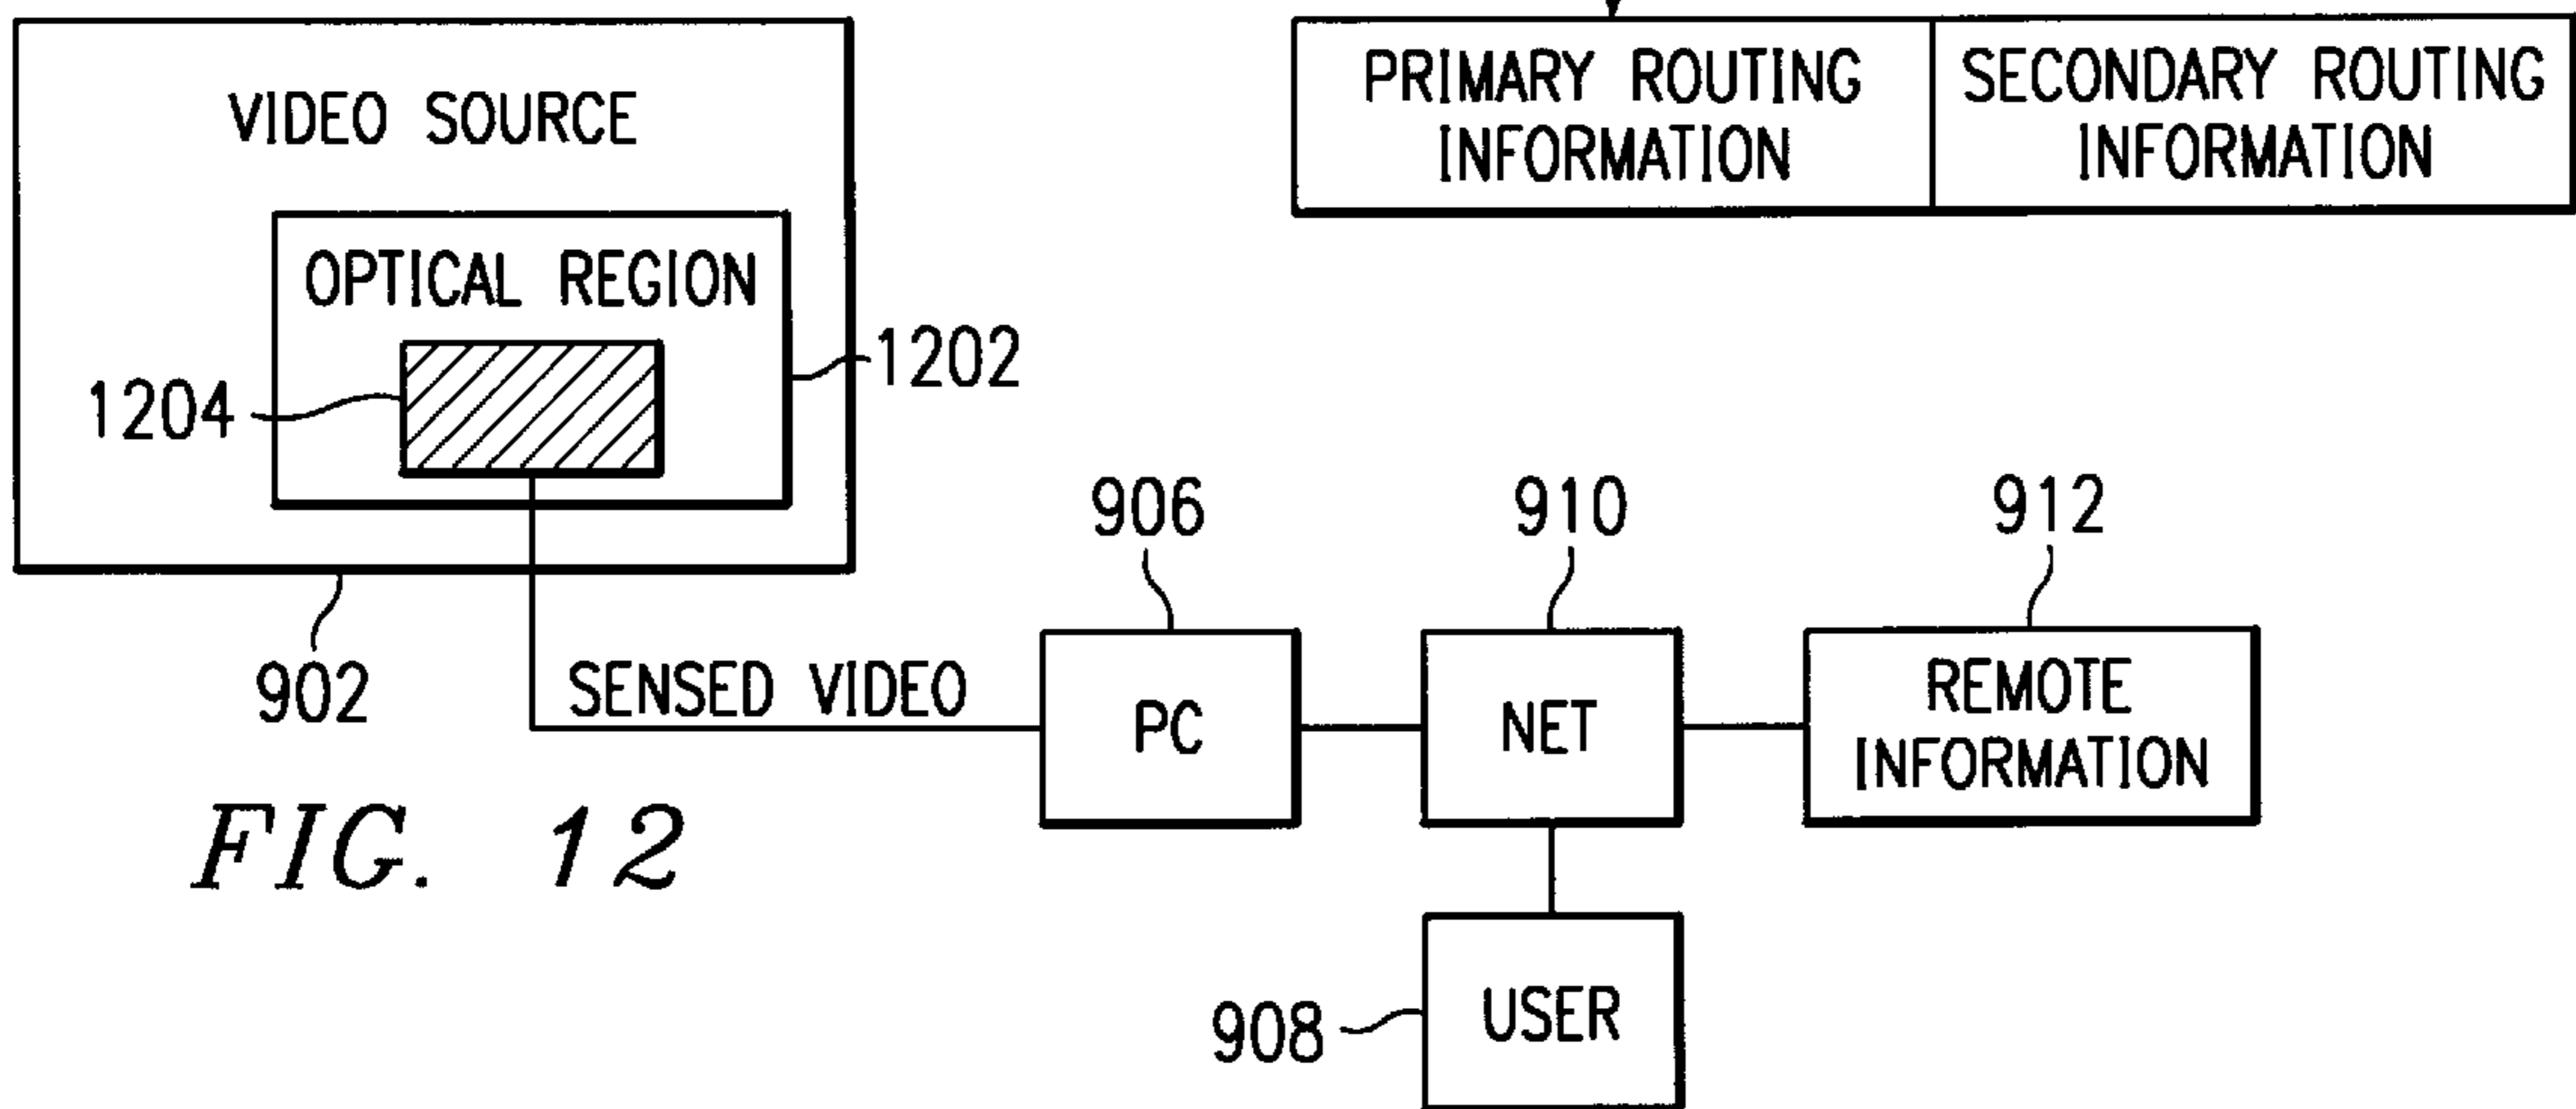 VIDEO SOURCE
OPTICAL REGION
1204
1202
902
PRIMARY ROUTING
INFORMATION
SECONDARY ROUTING
INFORMATION
906
910
912
SENSED VIDEO
PC
NET
REMOTE
INFORMATION
908
USER
FIG. 12